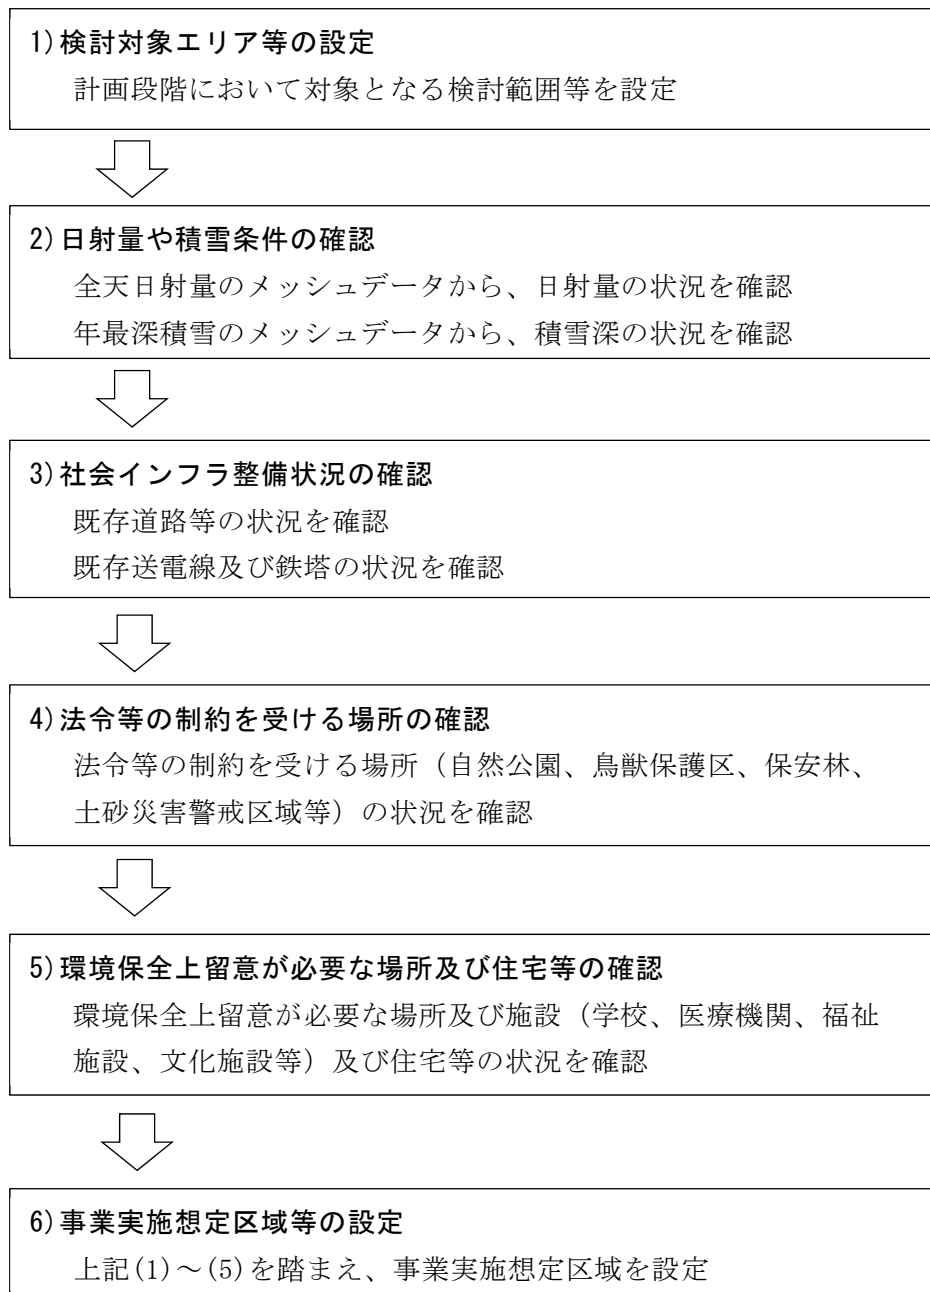 1)検討対象エリア等の設定
計画段階において対象となる検討範囲等を設定
2)日射量や積雪条件の確認
全天日射量のメッシュデータから、日射量の状況を確認
年最深積雪のメッシュデータから、積雪深の状況を確認
3)社会インフラ整備状況の確認
既存道路等の状況を確認
既存送電線及び鉄塔の状況を確認
4)法令等の制約を受ける場所の確認
法令等の制約を受ける場所（自然公園、鳥獣保護区、保安林、
土砂災害警戒区域等）の状況を確認
5)環境保全上留意が必要な場所及び住宅等の確認
環境保全上留意が必要な場所及び施設（学校、医療機関、福祉
施設、文化施設等）及び住宅等の状況を確認
6)事業実施想定区域等の設定
上記(1)～(5)を踏まえ、事業実施想定区域を設定